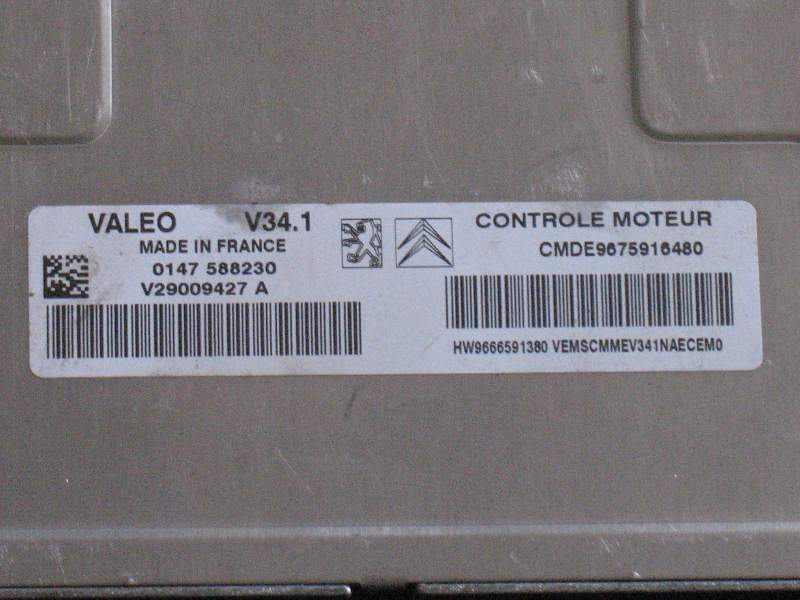 VALEO V34.1
MADE IN FRANCE
0147 588230
V29009427 A
CONTROLE MOTEUR
CMDE9675916480
HW9666591380 VEMSCMMEV341NAECEM0